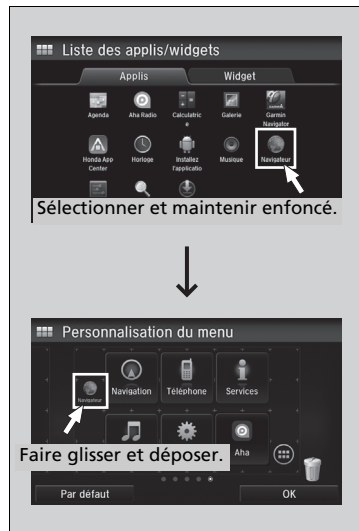 Liste des applis/widgets
Applis Widget
Agenda Aha Radio Calculatric
e Galerie Garmin
Navigator
Honda App
Center Horloge Installez
l'applicatio Musique Navigateur
Sélectionner et maintenir enfoncé.
Personnalisation du menu
Navigateur Navigation Téléphone Services
Aha
Faire glisser et déposer.
Par défaut OK